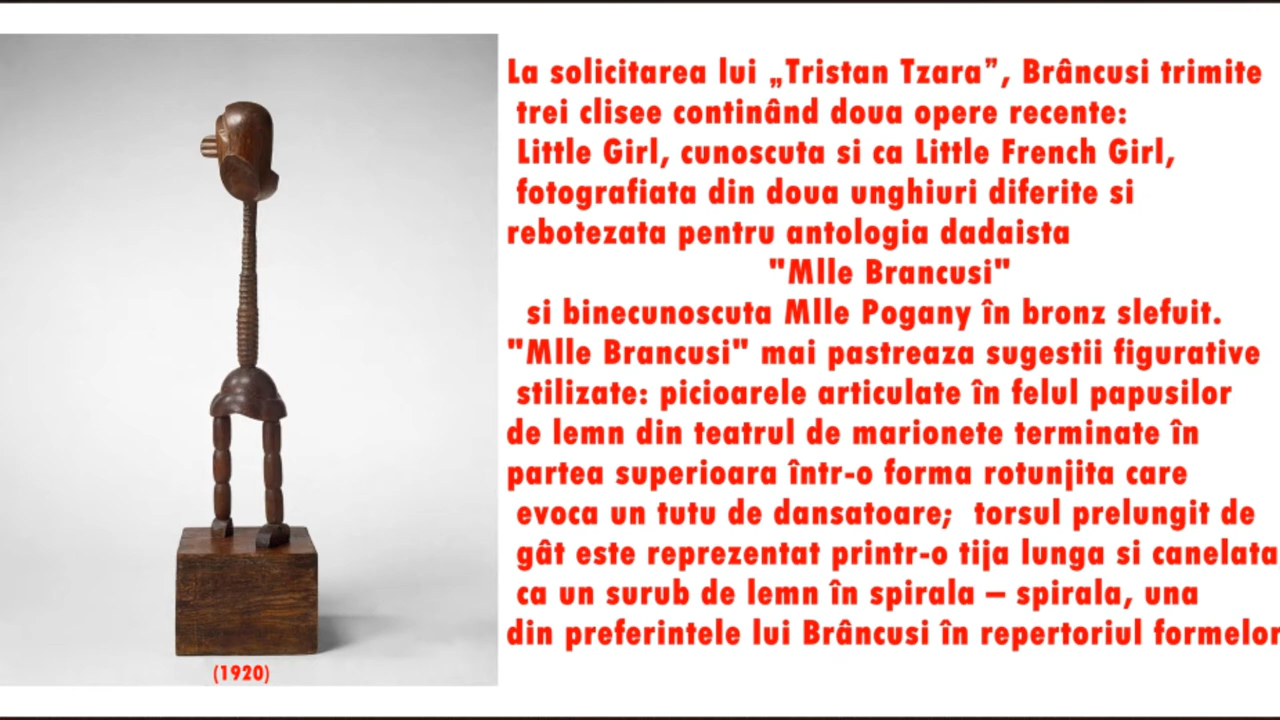 La solicitarea lui „Tristan Tzara”, Brâncusi trimite
trei clisee continând doua opere recente:
Little Girl, cunoscuta si ca Little French Girl,
fotografiata din doua unghiuri diferite si
rebotezata pentru antologia dadaista
"Mlle Brancusi"
si binecunoscuta Mlle Pogany în bronz slefuit.
"Mlle Brancusi" mai pastreaza sugestii figurative
stilizate: picioarele articulate în felul papusilor
de lemn din teatrul de marionete terminate în
partea superioara într-o forma rotunjita care
evoca un tutu de dansatoare; torsul prelungit de
gât este reprezentat printr-o tija lunga si canelata
ca un surub de lemn în spirala – spirala, una
din preferintele lui Brâncusi în repertoriul formelor
(1920)